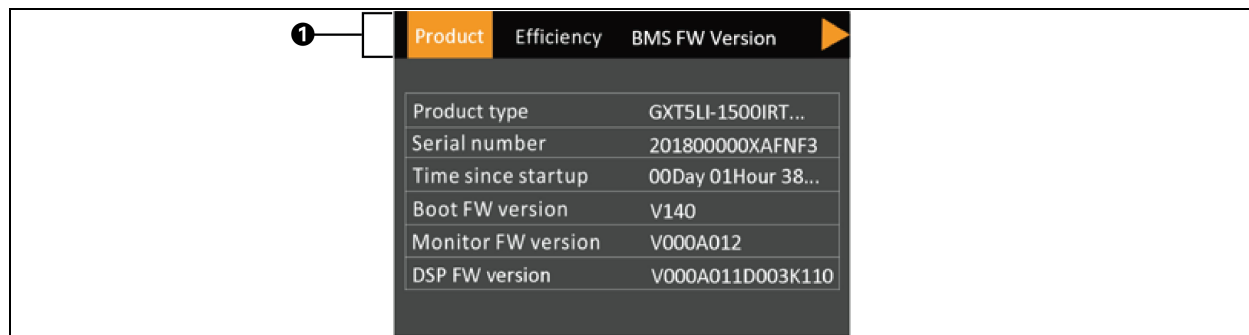 ❶
Product Efficiency BMS FW Version
Product type GXT5LI-1500IRT...
Serial number 201800000XAFNF3
Time since startup 00Day 01Hour 38...
Boot FW version V140
Monitor FW version V000A012
DSP FW version V000A011D003K110